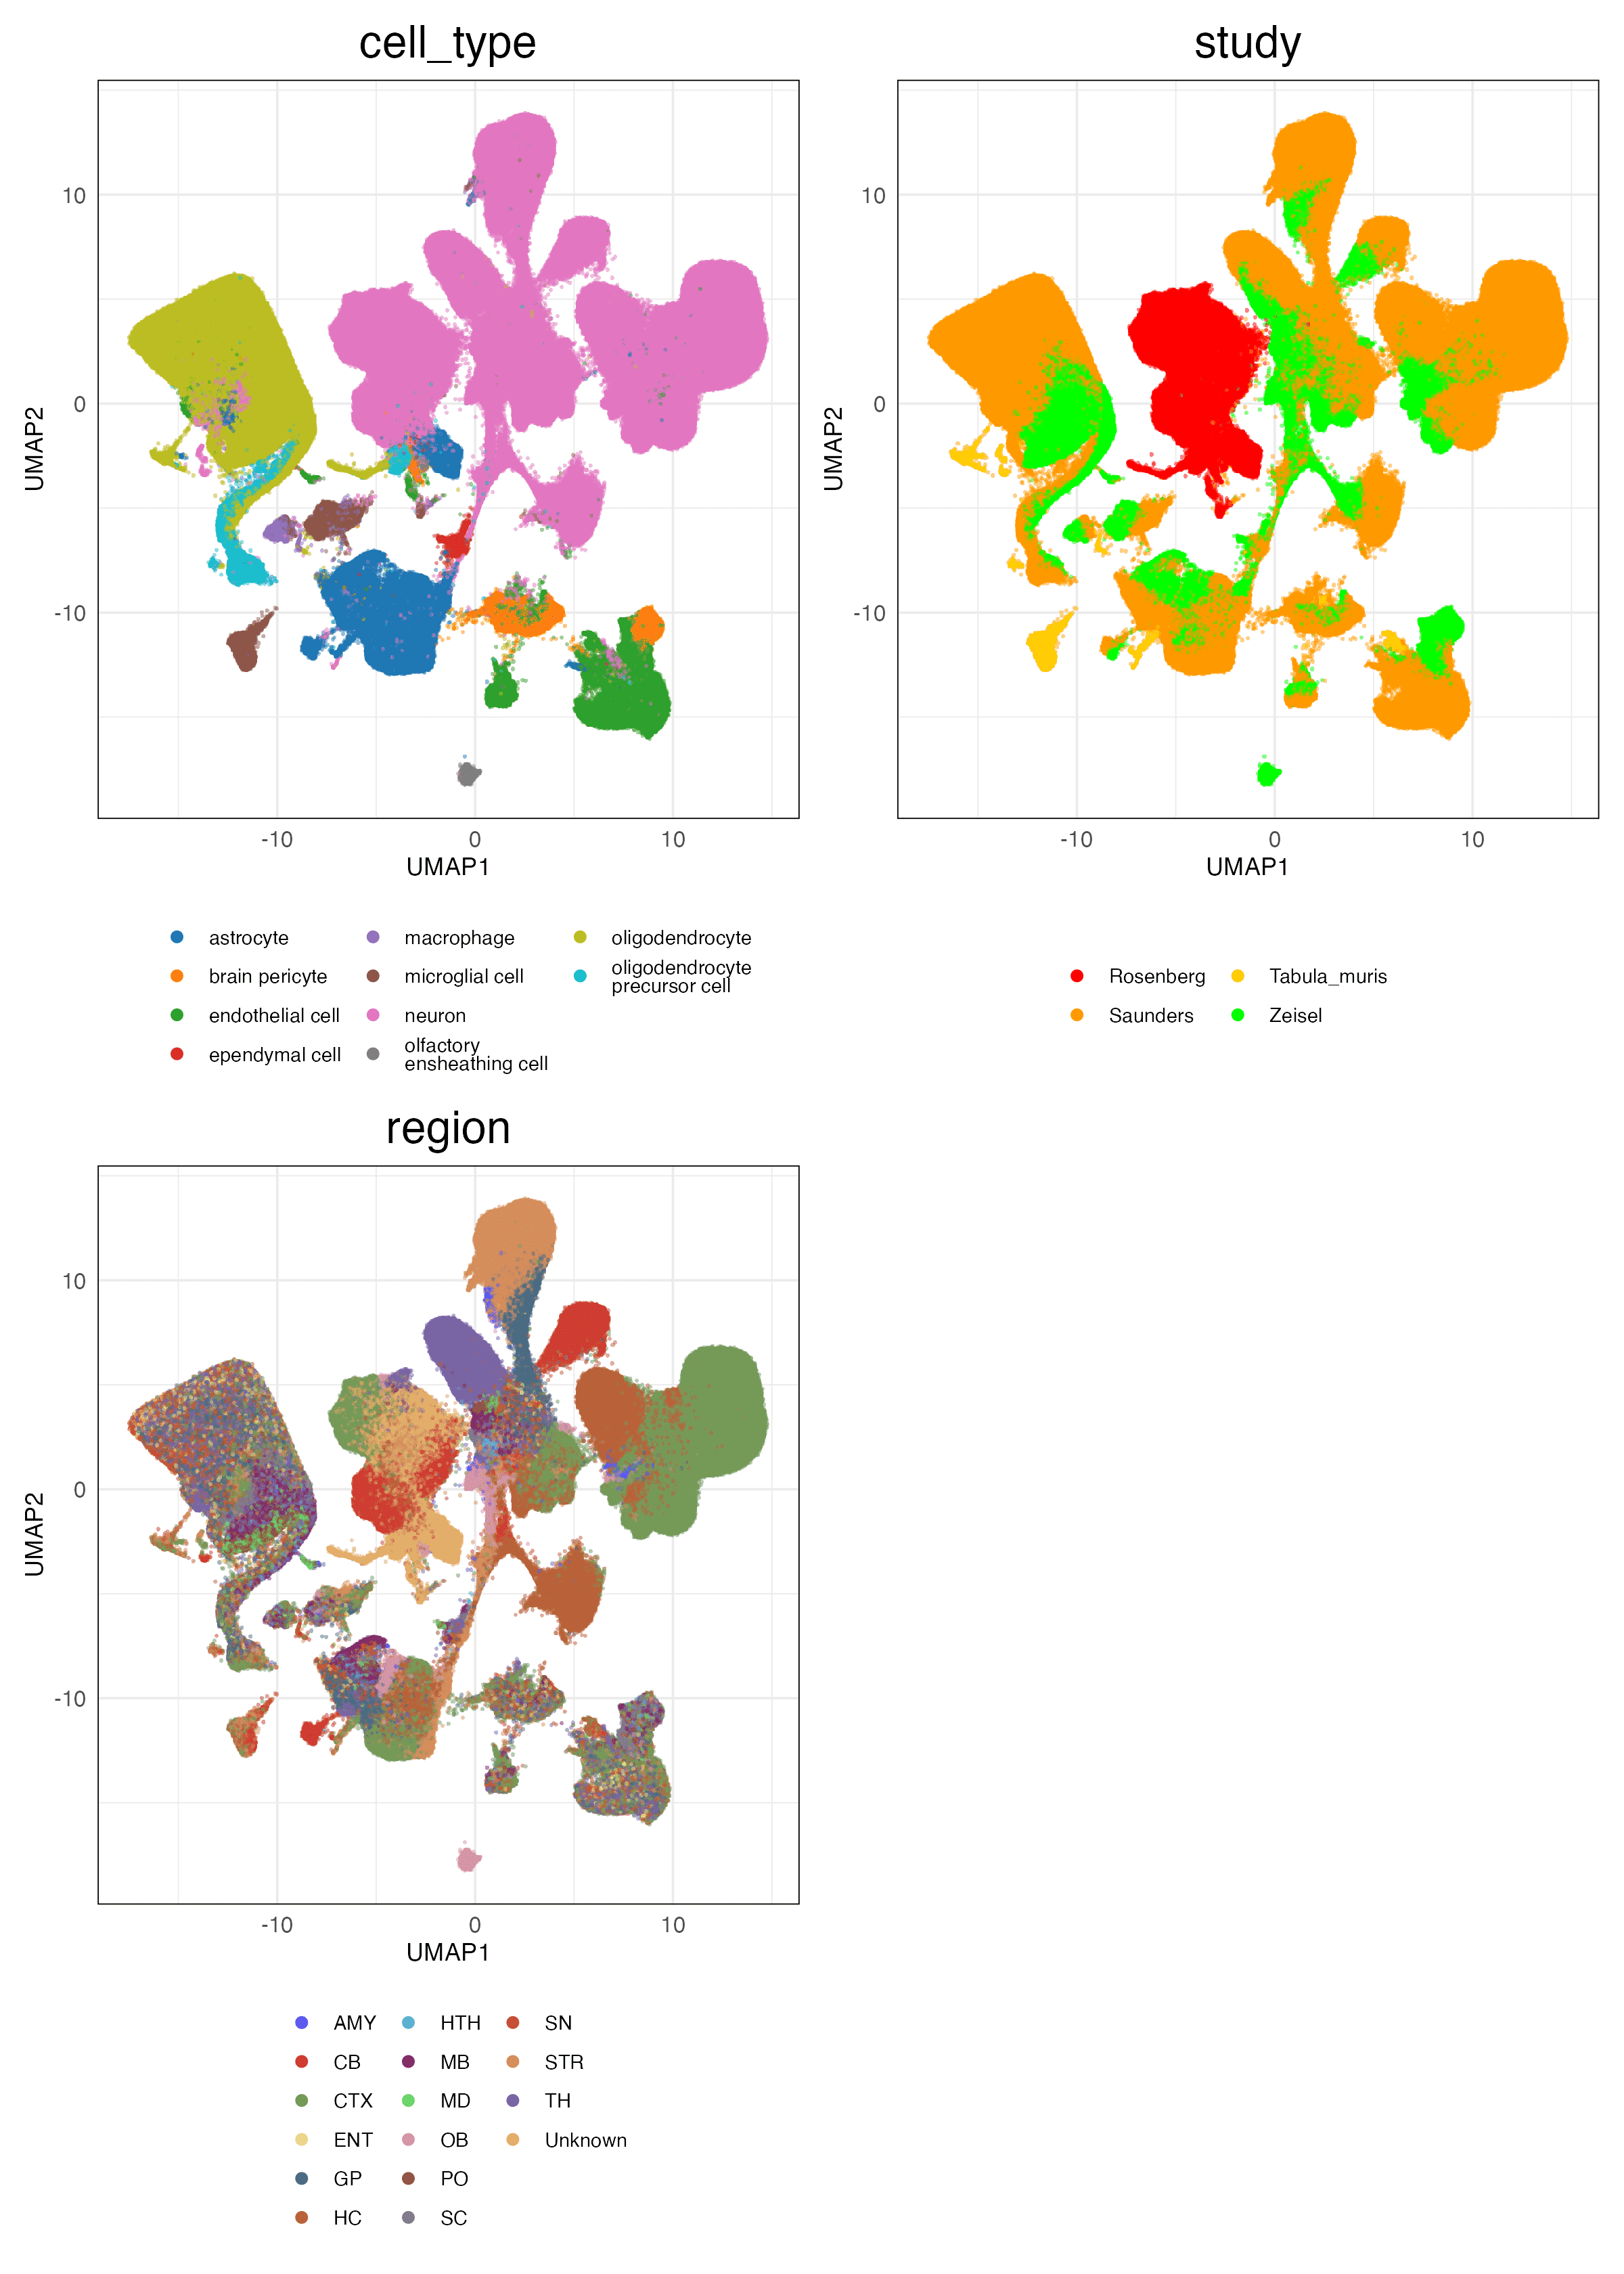 cell_type
study
UMAP2
10
0
-10
-10
0
10
UMAP1
UMAP2
10
0
-10
-10
0
10
UMAP1
astrocyte
macrophage
oligodendrocyte
brain pericyte
microglial cell
oligodendrocyte
precursor cell
endothelial cell
neuron
ependymal cell
olfactory
ensheathing cell
Rosenberg
Tabula_muris
Saunders
Zeisel
region
UMAP2
10
0
-10
-10
0
10
UMAP1
AMY
HTH
SN
CB
MB
STR
CTX
MD
TH
ENT
OB
Unknown
GP
PO
HC
SC